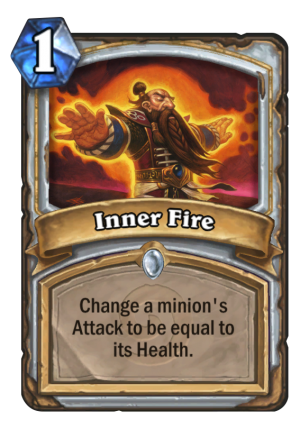 1
Inner Fire
Change a minion's
Attack to be equal to
its Health.